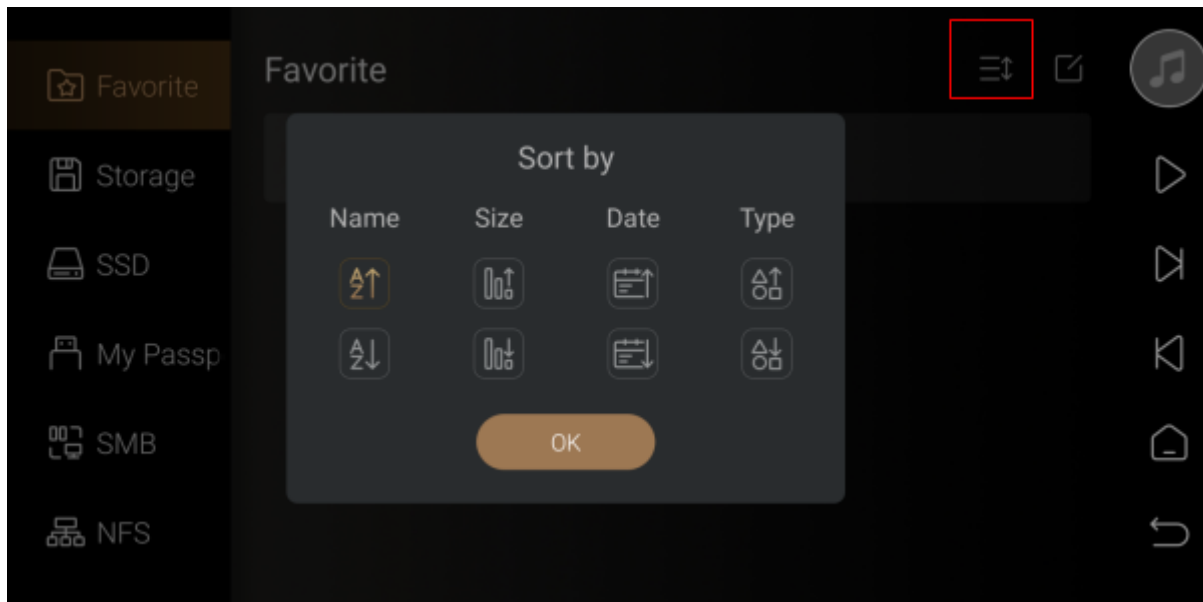 Favorite
Storage
SSD
My Passp
SMB
NFS
Favorite
Sort by
Name Size Date Type
OK